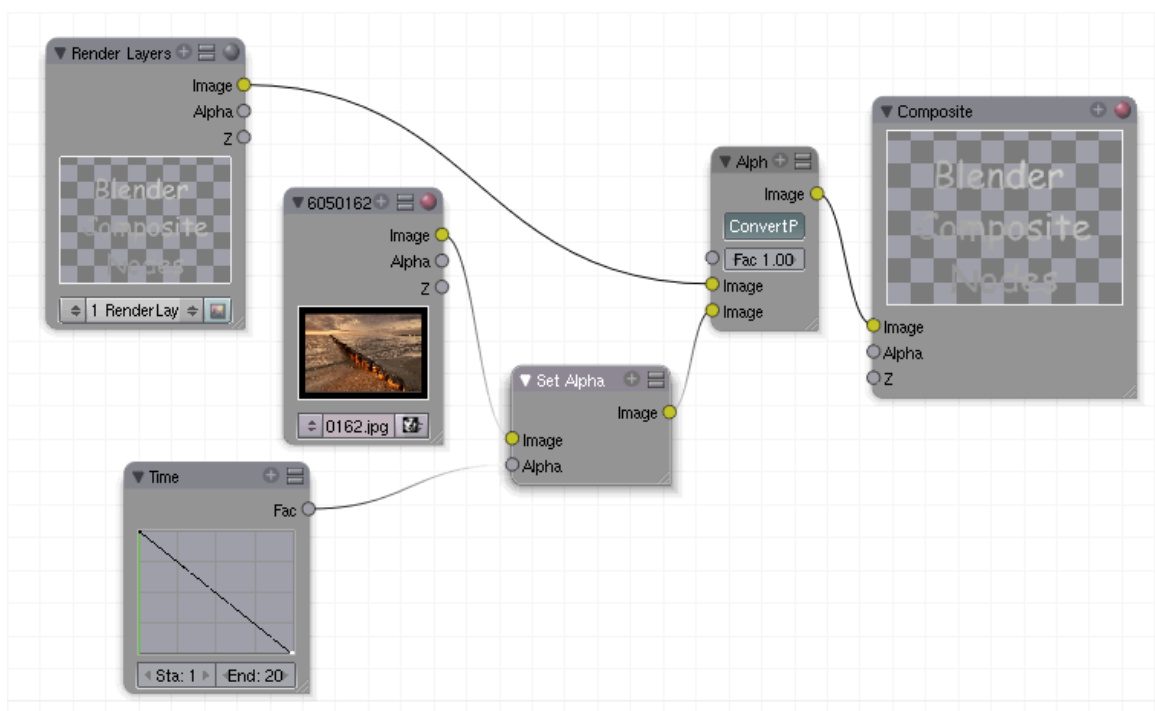 Render Layers
Image
Alpha
Z
Blender
Composite
Nodes
1 RenderLay
6050162
Image
Alpha
Z
0162.jpg
Time
Fac
Sta: 1
End: 20
Set Alpha
Image
Image
Alpha
Alph
Image
ConvertP
Fac 1.00
Image
Image
Composite
Blender
Composite
Nodes
Image
Alpha
Z